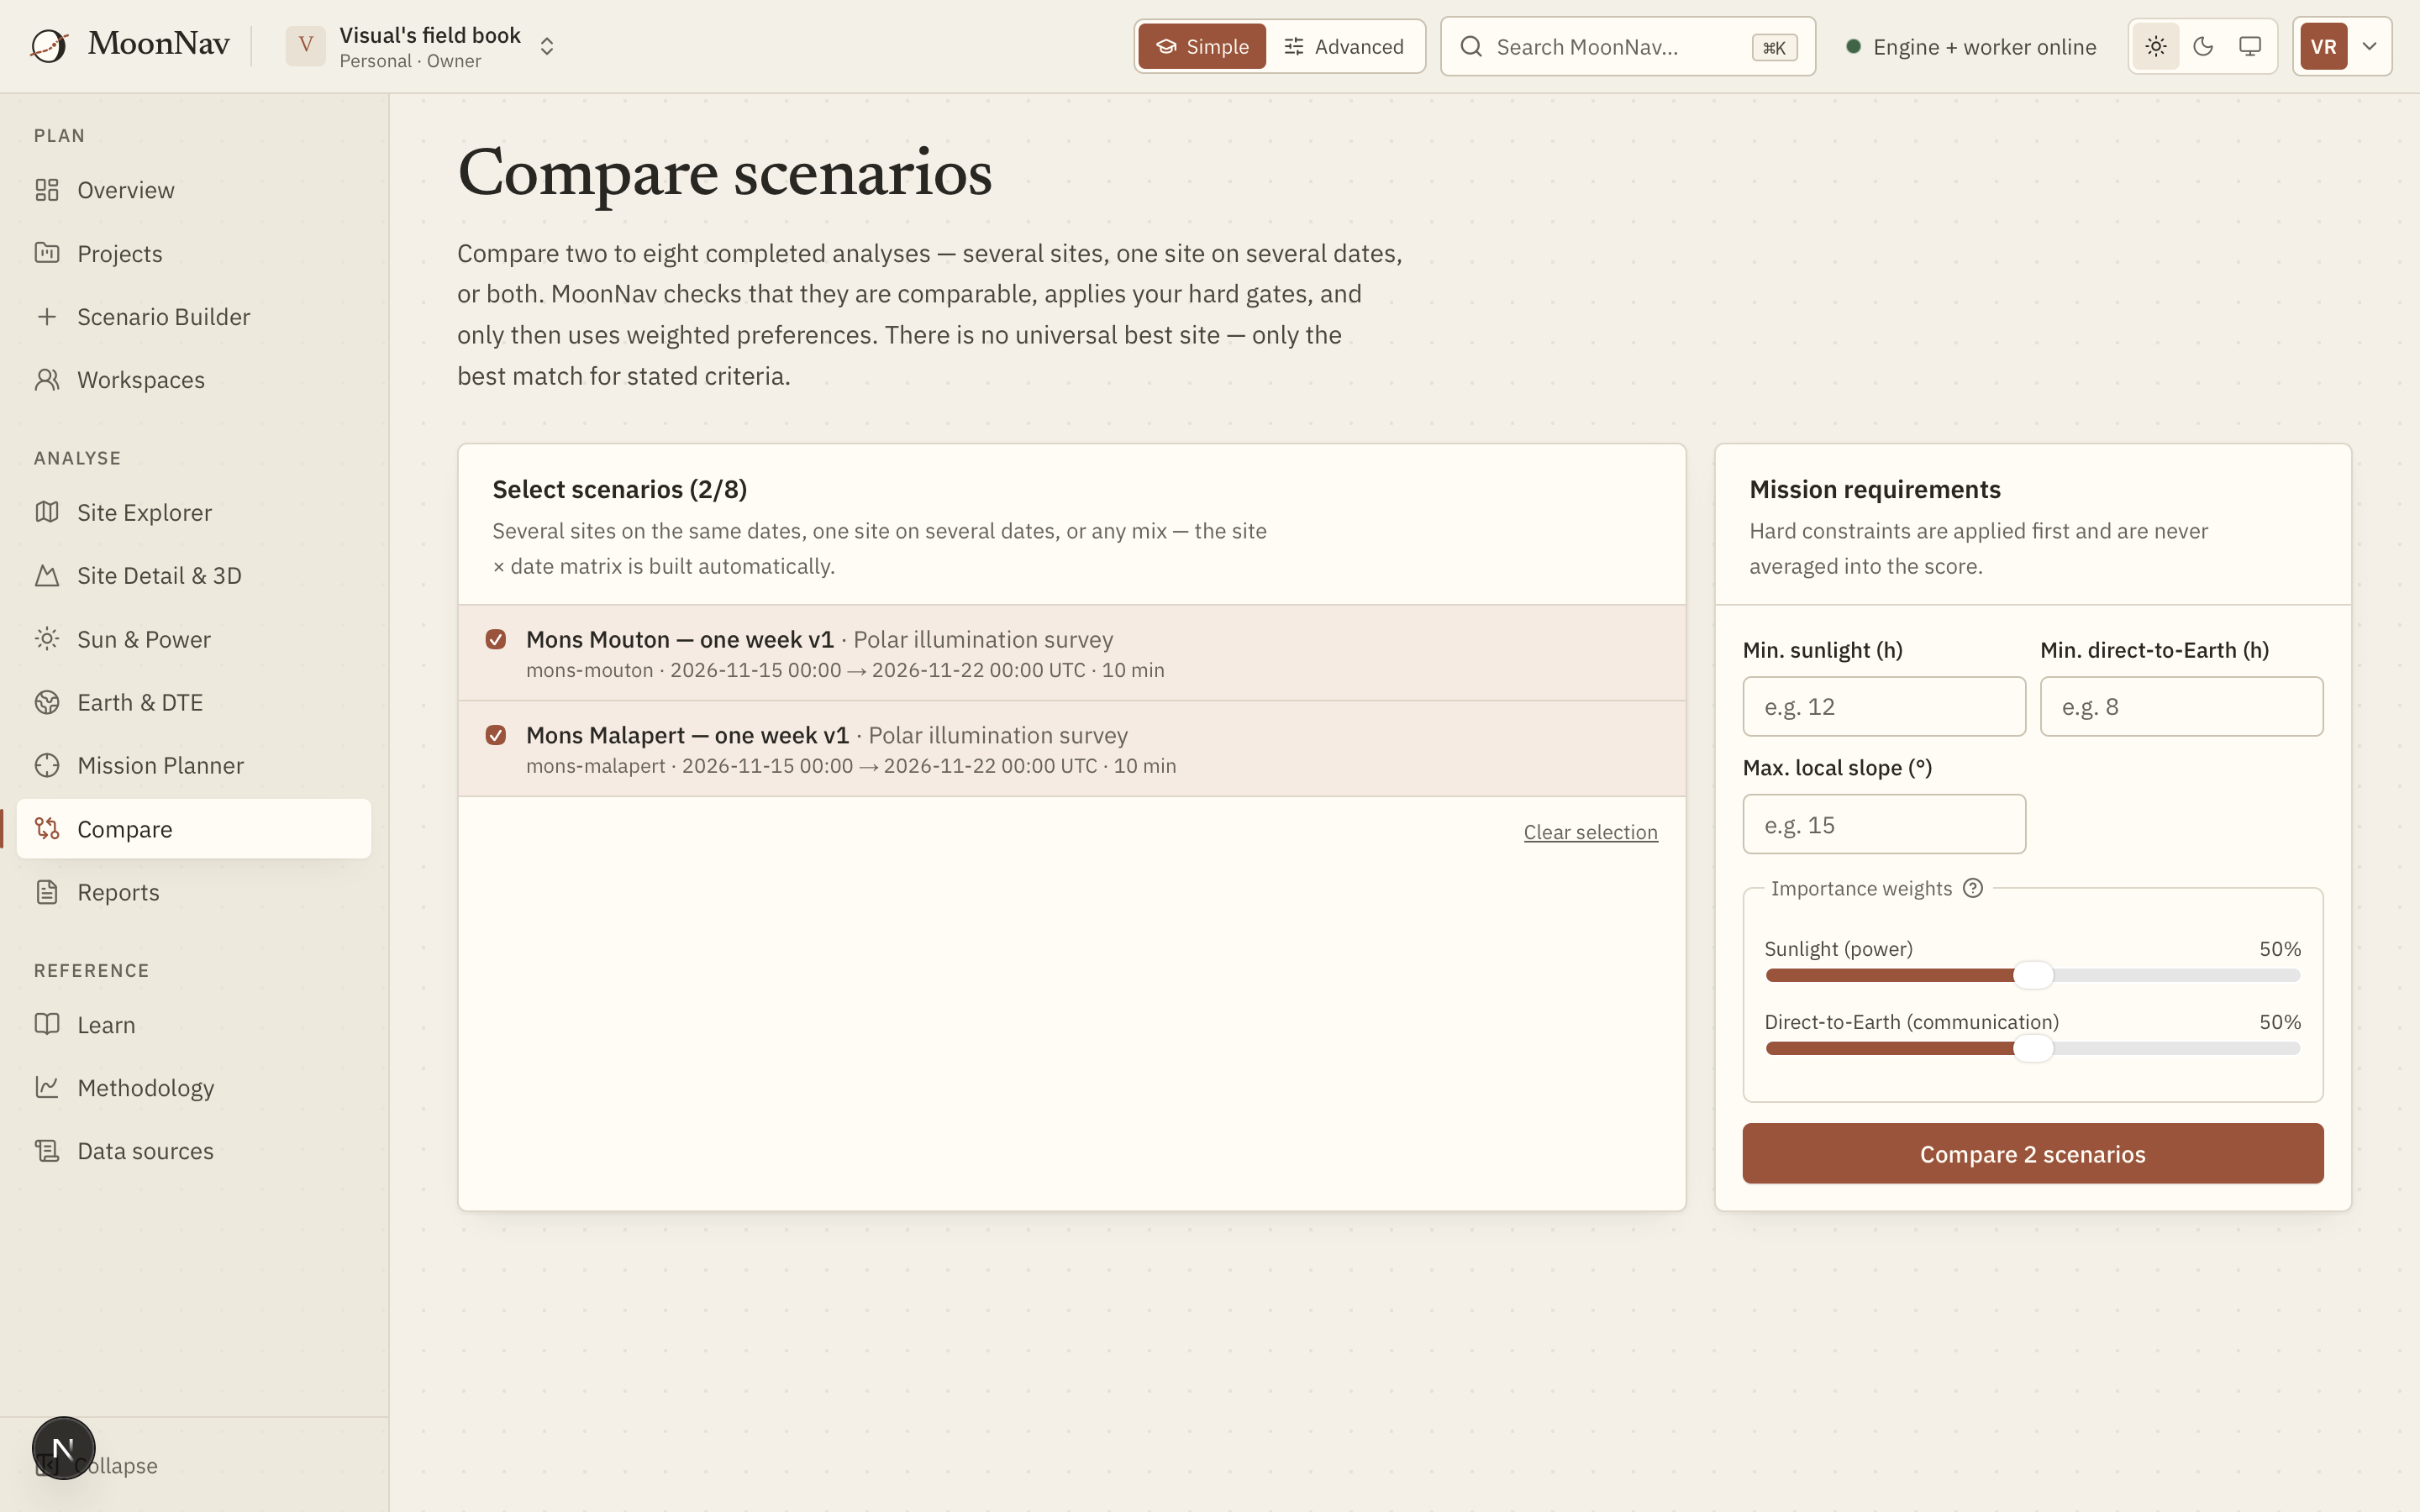 MoonNav
V
Visual's field book
Personal · Owner
Simple
Advanced
Search MoonNav...
⌘K
Engine + worker online
VR
PLAN
Overview
Projects
Scenario Builder
Workspaces
ANALYSE
Site Explorer
Site Detail & 3D
Sun & Power
Earth & DTE
Mission Planner
Compare
Reports
REFERENCE
Learn
Methodology
Data sources
N
Collapse
Compare scenarios
Compare two to eight completed analyses — several sites, one site on several dates,
or both. MoonNav checks that they are comparable, applies your hard gates, and
only then uses weighted preferences. There is no universal best site — only the
best match for stated criteria.
Select scenarios (2/8)
Several sites on the same dates, one site on several dates, or any mix — the site
× date matrix is built automatically.
Mons Mouton — one week v1 · Polar illumination survey
mons-mouton · 2026-11-15 00:00 → 2026-11-22 00:00 UTC · 10 min
Mons Malapert — one week v1 · Polar illumination survey
mons-malapert · 2026-11-15 00:00 → 2026-11-22 00:00 UTC · 10 min
Clear selection
Mission requirements
Hard constraints are applied first and are never
averaged into the score.
Min. sunlight (h)
e.g. 12
Min. direct-to-Earth (h)
e.g. 8
Max. local slope (°)
e.g. 15
Importance weights
Sunlight (power) 50%
Direct-to-Earth (communication) 50%
Compare 2 scenarios